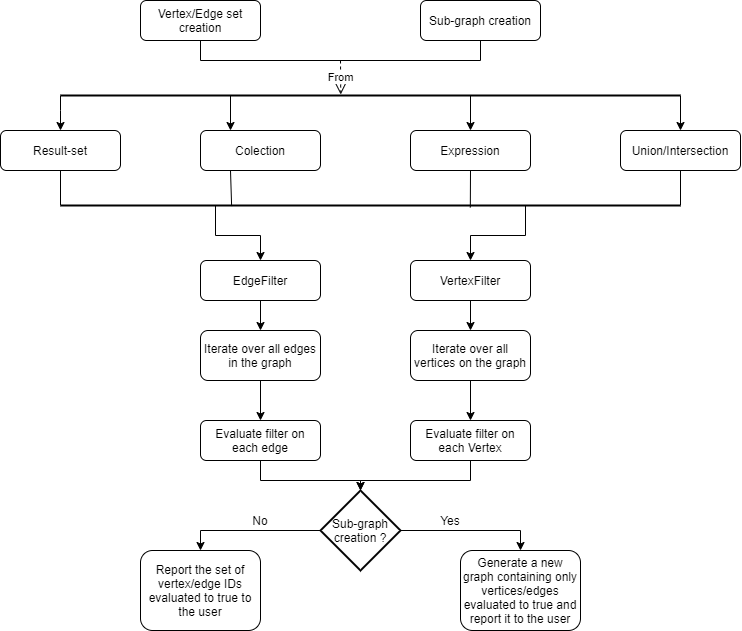 Vertex/Edge set
creation
Sub-graph creation
From
Result-set
Colection
Expression
Union/Intersection
EdgeFilter
VertexFilter
Iterate over all edges
in the graph
Iterate over all
vertices on the graph
Evaluate filter on
each edge
Evaluate filter on
each Vertex
Sub-graph
creation ?
No
Yes
Report the set of
vertex/edge IDs
evaluated to true to
the user
Generate a new
graph containing only
vertices/edges
evaluated to true and
report it to the user